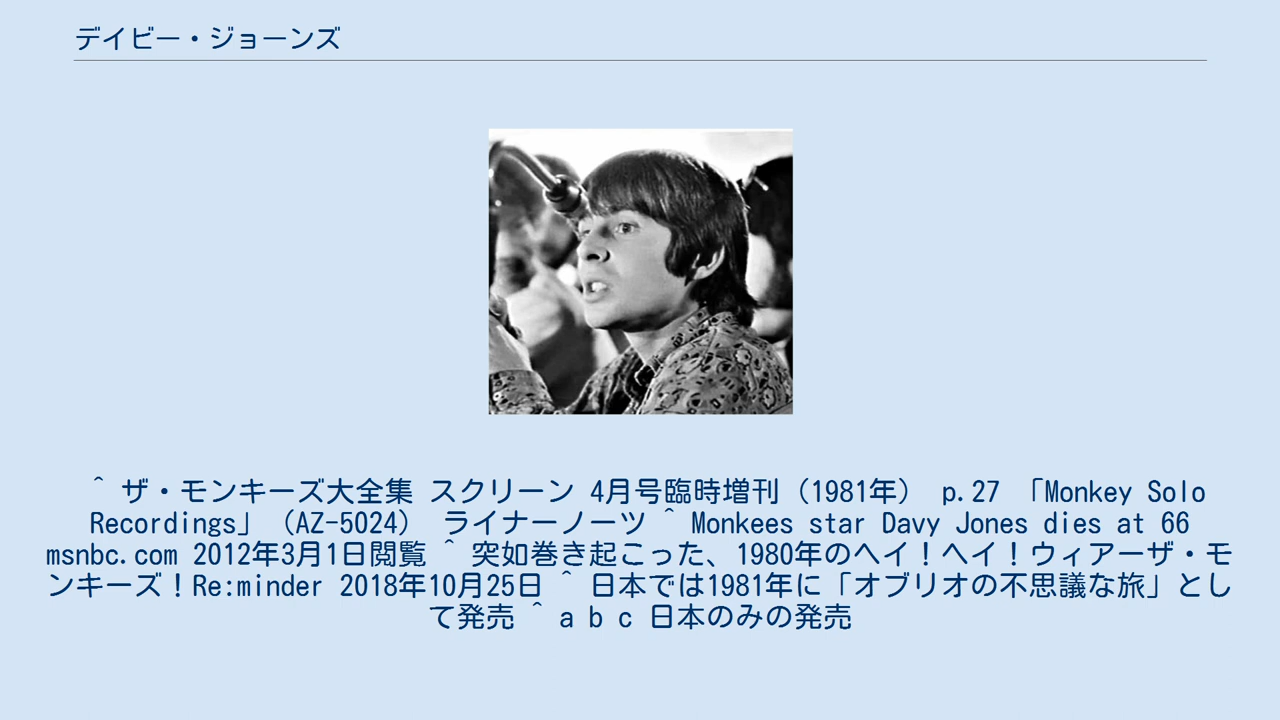 デイビー・ジョーンズ
^ ザ・モンキーズ大全集 スクリーン 4月号臨時増刊（1981年） p.27 「Monkey Solo
Recordings」（AZ-5024） ライナーノーツ ^ Monkees star Davy Jones dies at 66
msnbc.com 2012年3月1日閲覧 ^ 突如巻き起こった、1980年のヘイ！ヘイ！ウィアーザ・モ
ンキーズ！Re:minder 2018年10月25日 ^ 日本では1981年に「オブリオの不思議な旅」とし
て発売 ^ a b c 日本のみの発売